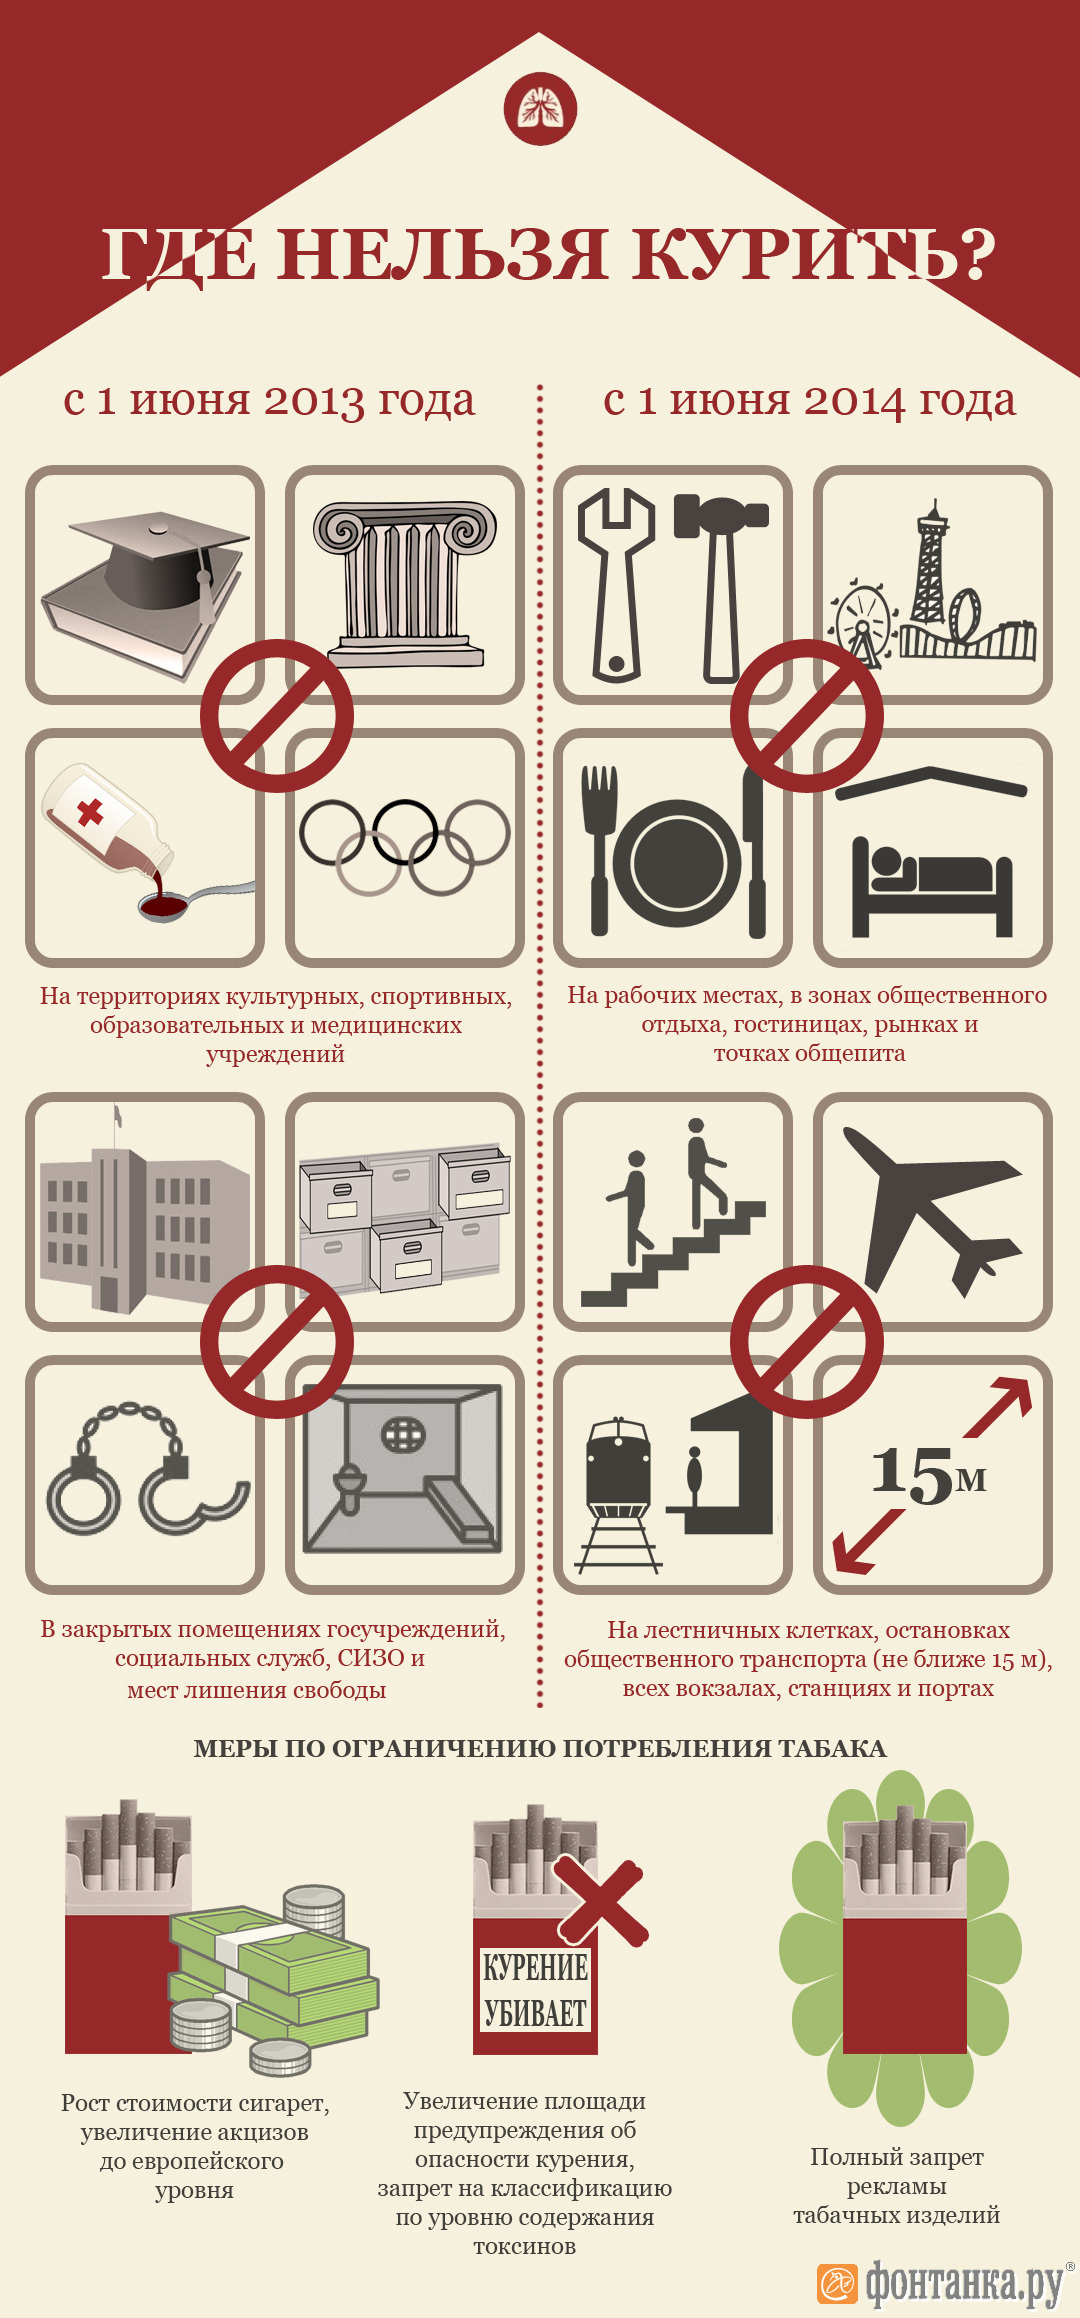 ГДЕ НЕЛЬЗЯ КУРИТЬ?
с 1 июня 2013 года
с 1 июня 2014 года
На территориях культурных, спортивных,
образовательных и медицинских
учреждений
На рабочих местах, в зонах общественного
отдыха, гостиницах, рынках и
точках общепита
15м
В закрытых помещениях госучреждений,
социальных служб, СИЗО и
мест лишения свободы
На лестничных клетках, остановках
общественного транспорта (не ближе 15 м),
всех вокзалах, станциях и портах
МЕРЫ ПО ОГРАНИЧЕНИЮ ПОТРЕБЛЕНИЯ ТАБАКА
КУРЕНИЕ
УБИВАЕТ
Рост стоимости сигарет,
увеличение акцизов
до европейского
уровня
Увеличение площади
предупреждения об
опасности курения,
запрет на классификацию
по уровню содержания
токсинов
Полный запрет
рекламы
табачных изделий
фонтанка.ру®